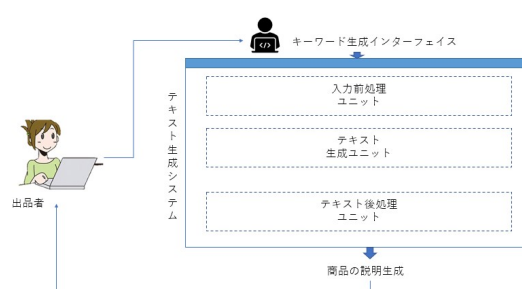 キーワード生成インターフェイス
入力前処理
ユニット
テキスト
生成ユニット
テキスト後処理
ユニット
テキスト生成システム
出品者
商品の説明生成